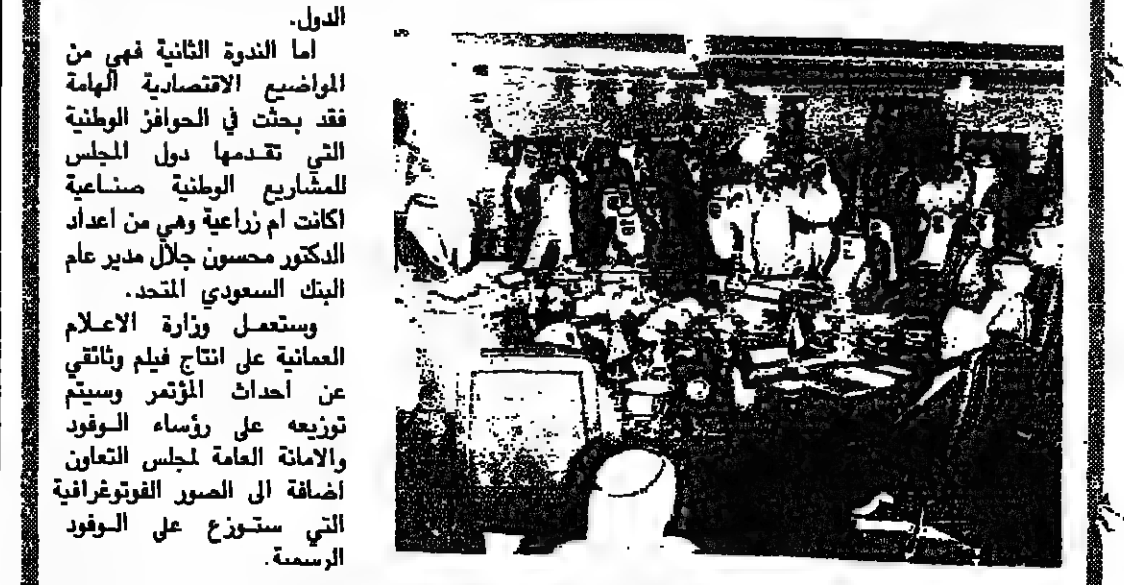 الدول.
اما الندوة الثانية فهي من
المواضيع الاقتصادية الهامة
فقد بحثت في الحوافز الوطنية
التي تقدمها دول المجلس
للمشاريع الوطنية صناعية
اكانت ام زراعية وهي من اعداد
الدكتور محسون جلال مدير عام
البنك السعودي المتحد.
وستعمل وزارة الاعلام
العمانية على انتاج فيلم وثائقي
عن احداث المؤتمر وسيتم
توزيعه على رؤساء الوفود
والامانة العامة لمجلس التعاون
اضافة الى الصور الفوتوغرافية
التي ستوزع على الوفود
الرسمية.